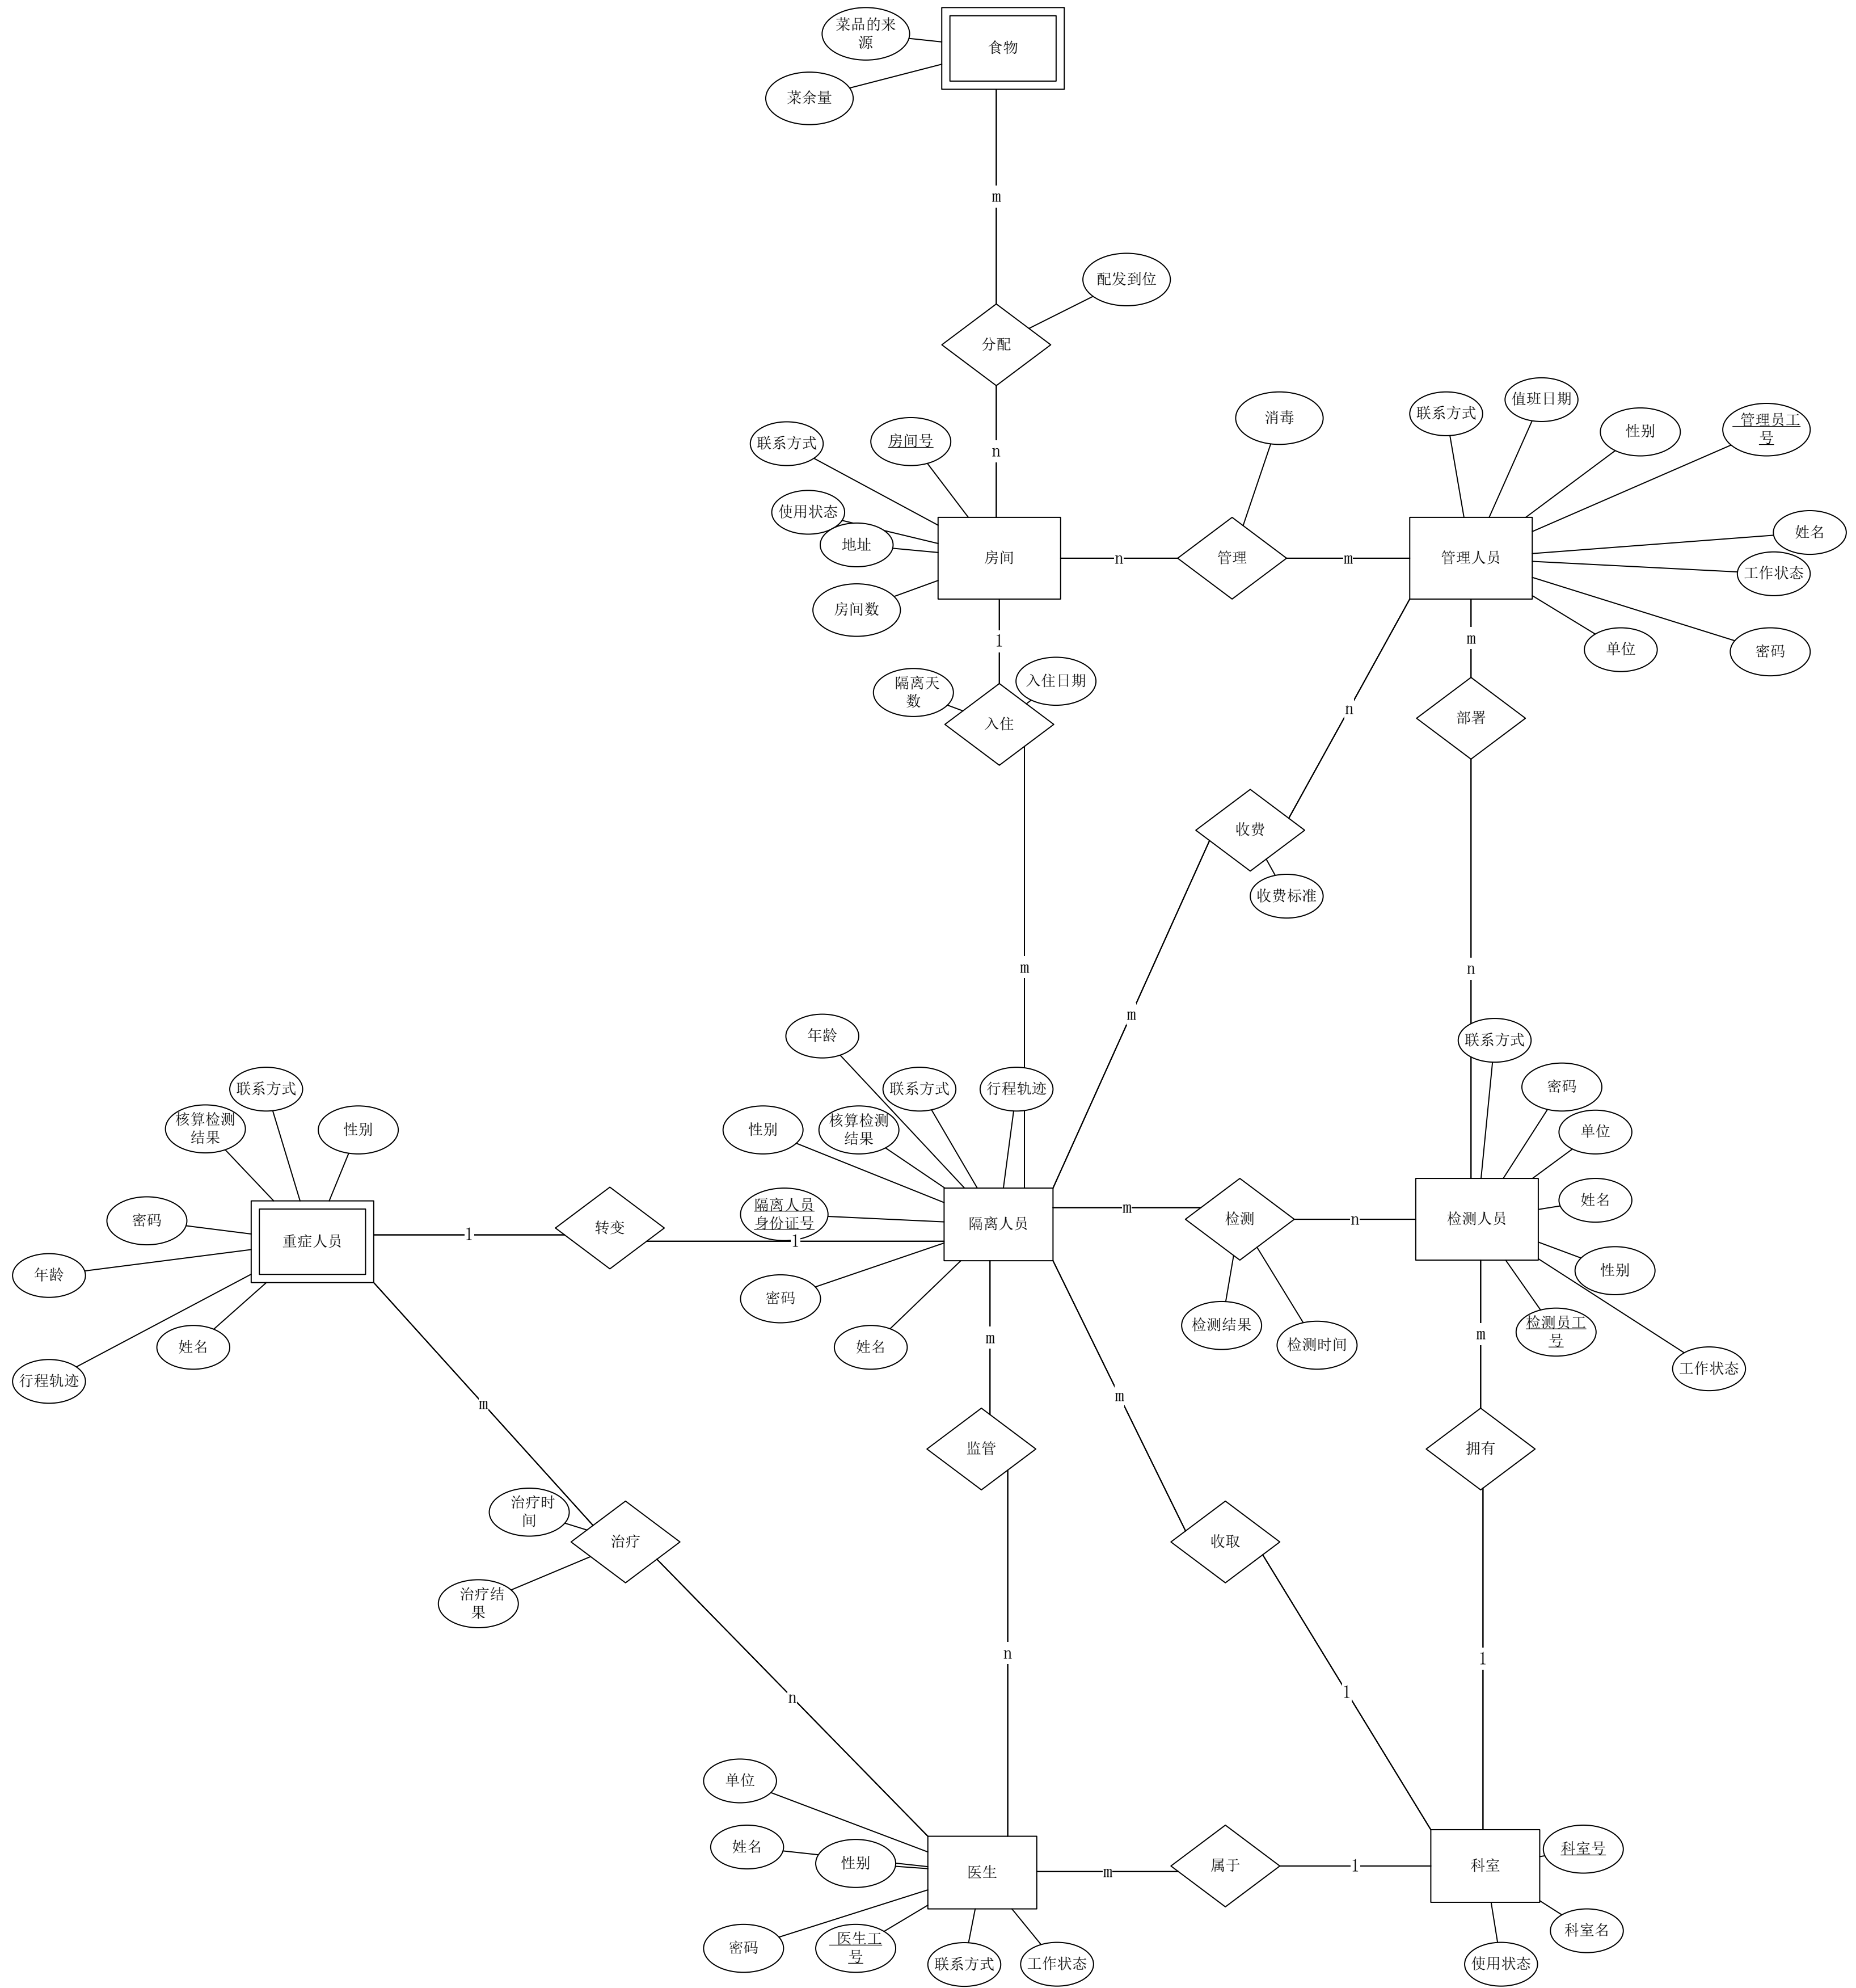 菜品的来
源
食物
菜余量
m
配发到位
分配
值班日期
联系方式
消毒
管理员工
号
性别
联系方式
房间号
n
使用状态
姓名
地址
房间
n
管理
m
管理人员
工作状态
房间数
1
m
单位
密码
隔离天
数
入住日期
入住
n
部署
收费
收费标准
m
n
m
年龄
联系方式
联系方式
联系方式
行程轨迹
密码
核算检测
结果
性别
性别
核算检测
结果
单位
姓名
隔离人员
身份证号
密码
转变
隔离人员
m
检测
n
检测人员
1
重症人员
1
年龄
密码
性别
检测结果
检测员工
号
姓名
姓名
m
检测时间
m
工作状态
行程轨迹
m
m
监管
拥有
治疗时
间
治疗
收取
治疗结
果
n
1
n
1
单位
姓名
性别
医生
m
属于
1
科室
科室号
密码
医生工
号
联系方式
工作状态
使用状态
科室名